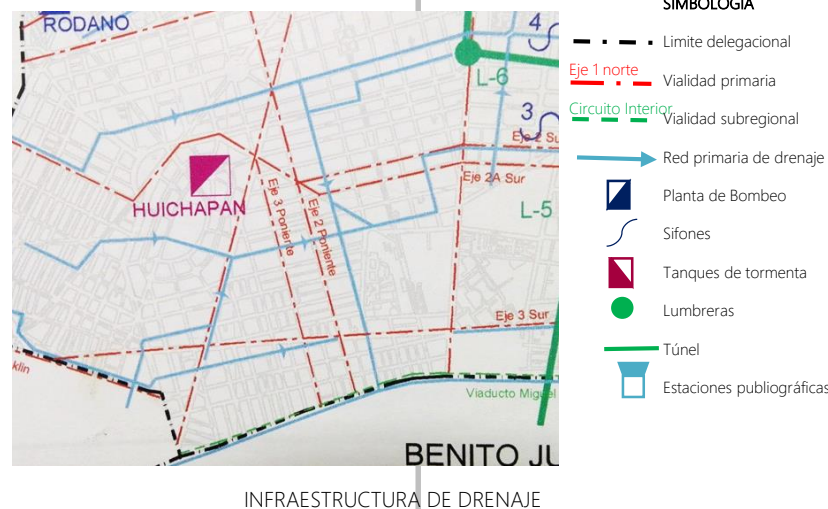 RODANO
4
L-6
3
Eje 2 Su
Eje 2A Sur
HUICHAPAN
Eje 3 Poniente
Eje 2 Poniente
L-5
Eje 3 Sur
klin
Viaducto Miguel
BENITO JU
SIMBOLOGIA
Limite delegacional
Eje 1 norte
Vialidad primaria
Circuito Interior
Vialidad subregional
Red primaria de drenaje
Planta de Bombeo
Sifones
Tanques de tormenta
Lumbreras
Túnel
Estaciones publiográficas
INFRAESTRUCTURA DE DRENAJE